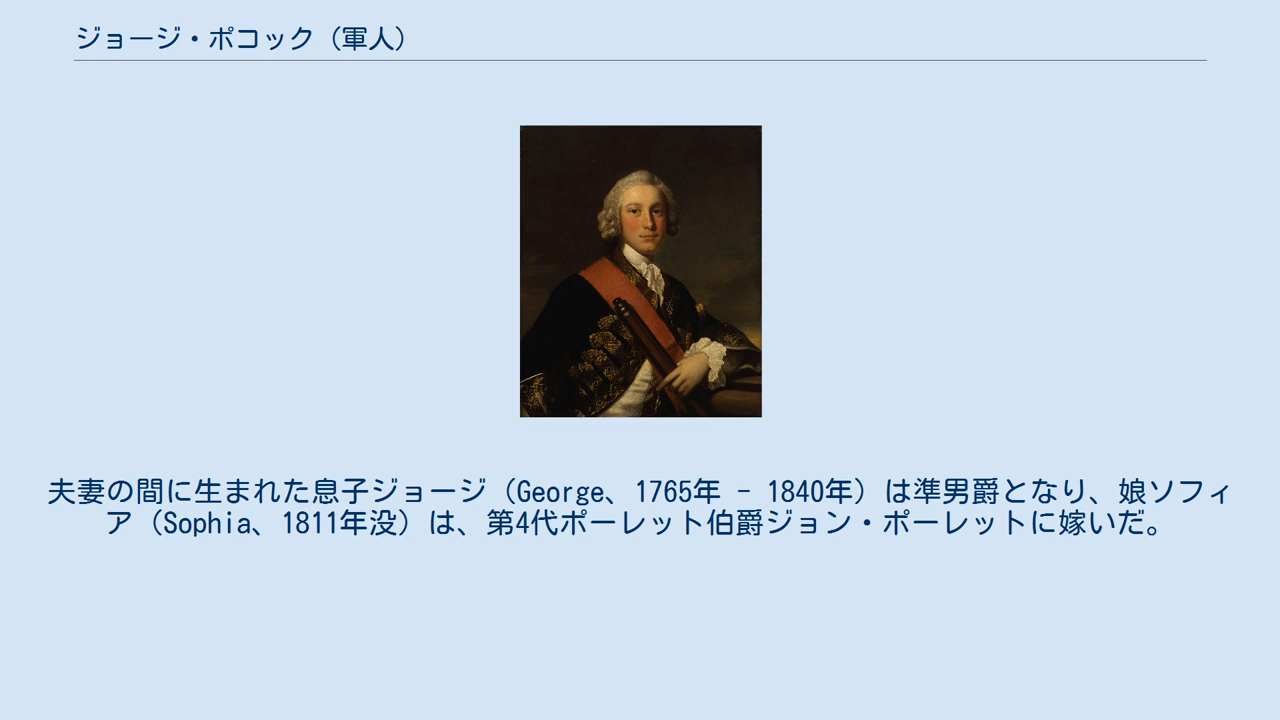 ジョージ・ポコック（軍人）
夫妻の間に生まれた息子ジョージ（George、1765年 - 1840年）は準男爵となり、娘ソフィ
ア（Sophia、1811年没）は、第4代ポーレット伯爵ジョン・ポーレットに嫁いだ。